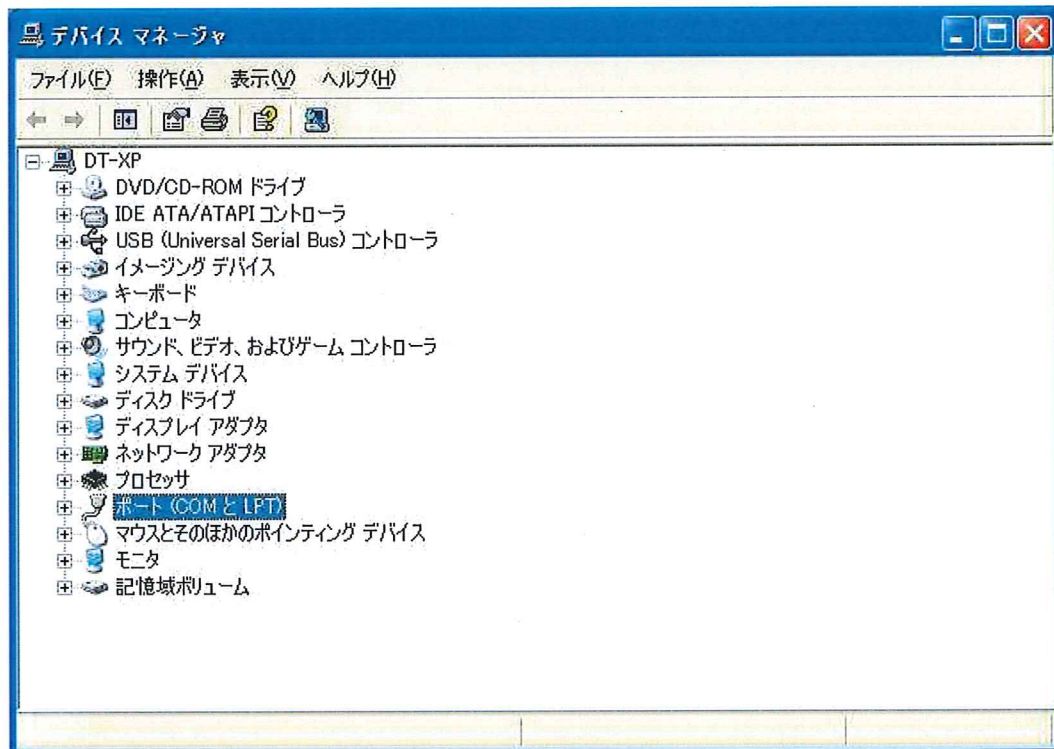 デバイス マネージャ
ファイル(F) 操作(A) 表示(V) ヘルプ(H)
DT-XP
DVD/CD-ROM ドライブ
IDE ATA/ATAPI コントローラ
USB (Universal Serial Bus) コントローラ
イメージング デバイス
キーボード
コンピュータ
サウンド、ビデオ、およびゲーム コントローラ
システム デバイス
ディスク ドライブ
ディスプレイ アダプタ
ネットワーク アダプタ
プロセッサ
ポート (COM と LPT)
マウスとそのほかのポインティング デバイス
モニタ
記憶域ボリューム